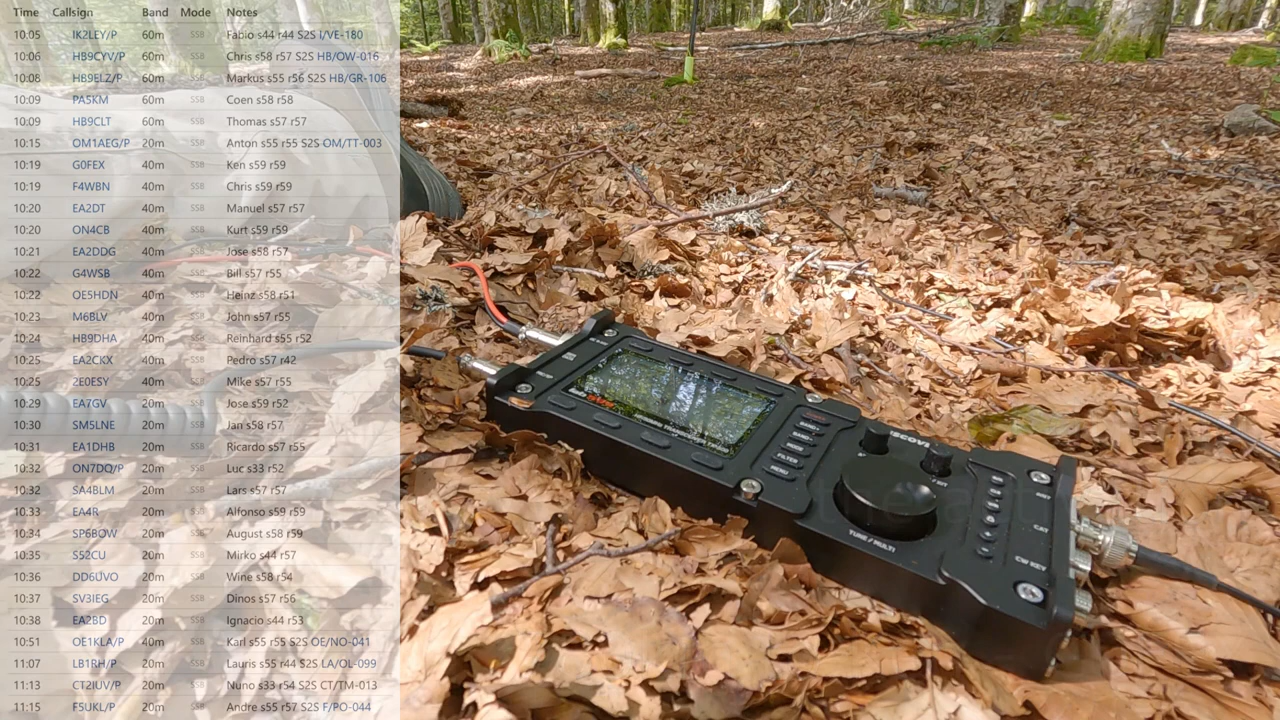 Time Callsign Band Mode Notes
10:05 IK2LEY/P 60m SSB Fabio s44 r44 S2S I/VE-180
10:06 HB9CYV/P 60m SSB Chris s58 r57 S2S HB/OW-016
10:08 HB9ELZ/P 60m SSB Markus s55 r56 S2S HB/GR-106
10:09 PA5KM 60m SSB Coen s58 r58
10:09 HB9CLT 60m SSB Thomas s57 r57
10:15 OM1AEG/P 20m SSB Anton s55 r55 S2S OM/TT-003
10:19 G0FEX 40m SSB Ken s59 r59
10:19 F4WBN 40m SSB Chris s59 r59
10:20 EA2DT 40m SSB Manuel s57 r57
10:20 ON4CB 40m SSB Kurt s59 r59
10:21 EA2DDG 40m SSB Jose s58 r57
10:22 G4WSB 40m SSB Bill s57 r55
10:22 OE5HDN 40m SSB Heinz s58 r51
10:23 M6BLV 40m SSB John s57 r55
10:24 HB9DHA 40m SSB Reinhard s55 r52
10:25 EA2CKX 40m SSB Pedro s57 r42
10:25 2E0ESY 40m SSB Mike s57 r55
10:29 EA7GV 20m SSB Jose s59 r52
10:30 SM5LNE 20m SSB Jan s58 r57
10:31 EA1DHB 20m SSB Ricardo s57 r55
10:32 ON7DQ/P 20m SSB Luc s33 r52
10:32 SA4BLM 20m SSB Lars s57 r57
10:33 EA4R 20m SSB Alfonso s59 r59
10:34 SP6BOW 20m SSB August s58 r59
10:35 S52CU 20m SSB Mirko s44 r57
10:36 DD6UVO 20m SSB Wine s58 r54
10:37 SV3IEG 20m SSB Dinos s57 r56
10:38 EA2BD 20m SSB Ignacio s44 r53
10:51 OE1KLA/P 40m SSB Karl s55 r55 S2S OE/NO-041
11:07 LB1RH/P 20m SSB Lauris s55 r44 S2S LA/OL-099
11:13 CT2IUV/P 20m SSB Nuno s33 r54 S2S CT/TM-013
11:15 F5UKL/P 20m SSB Andre s55 r57 S2S F/PO-044
BAND+
BAND-
MODE
FILTER
MENU
TUNE / MULTI
CAT
CW KEY